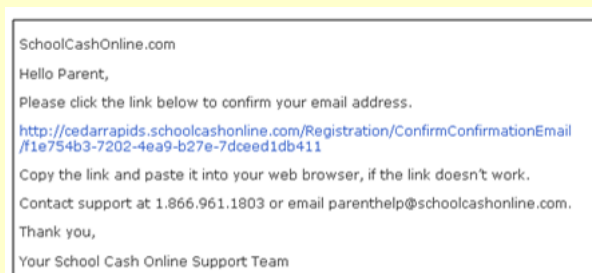 SchoolCashOnline.com
Hello Parent,
Please click the link below to confirm your email address.
http://cedarrapids.schoolcashonline.com/Registration/ConfirmConfirmationEmail
/f1e754b3-7202-4ea9-b27e-7dceed1db411
Copy the link and paste it into your web browser, if the link doesn't work.
Contact support at 1.866.961.1803 or email parenthelp@schoolcashonline.com.
Thank you,
Your School Cash Online Support Team